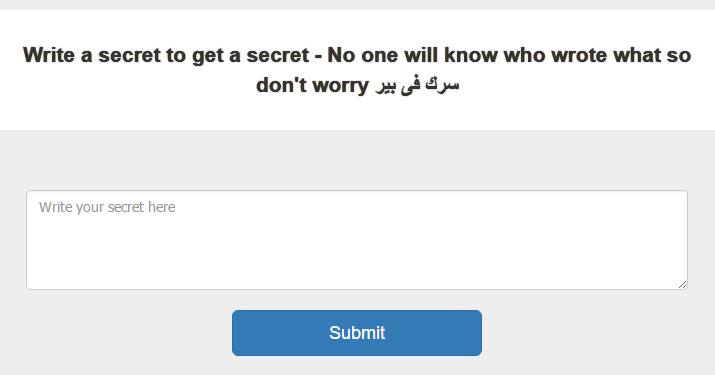 Write a secret to get a secret - No one will know who wrote what so
don't worry سرك فى بير
Write your secret here
Submit